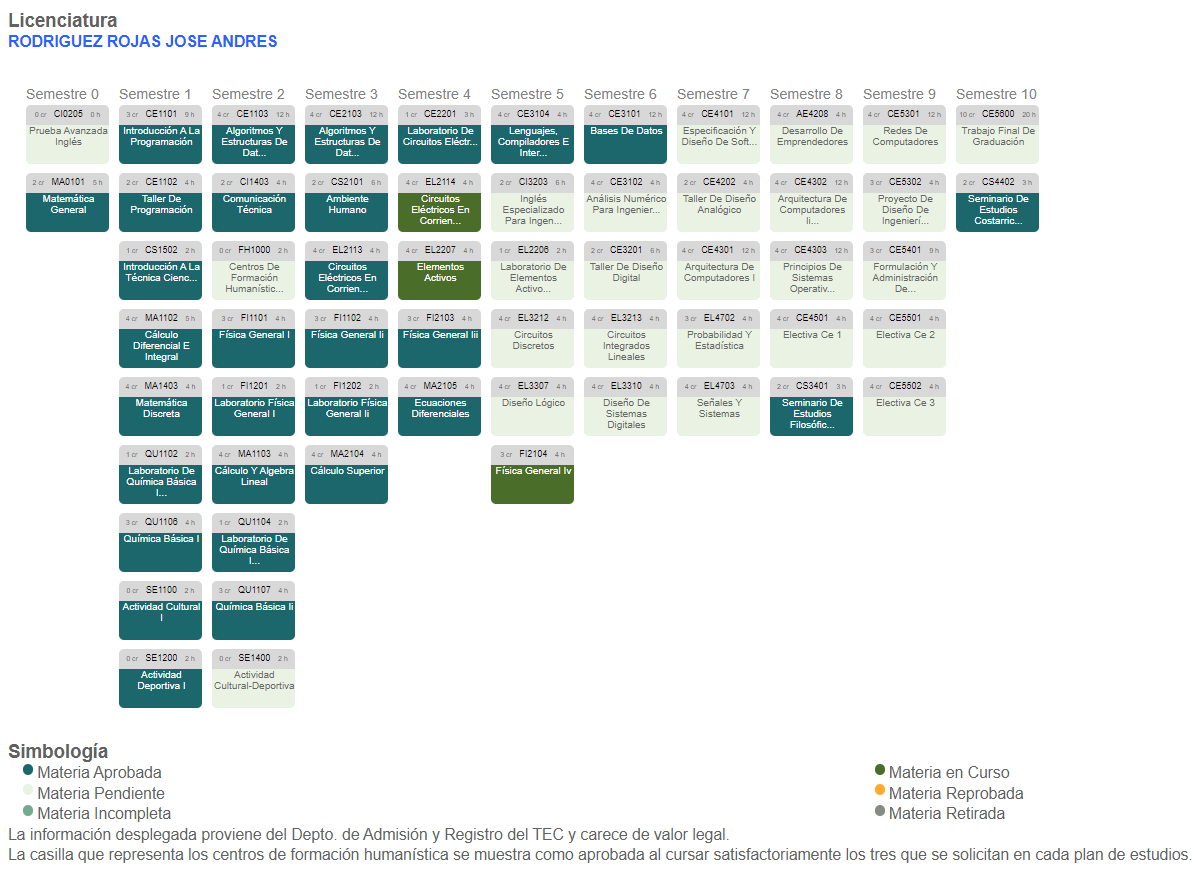 Licenciatura
RODRIGUEZ ROJAS JOSE ANDRES
Semestre 0
0 cr CI0205 0 h
Prueba Avanzada
Inglés
2 cr MA0101 5 h
Matemática
General
Semestre 1
3 cr CE1101 9 h
Introducción A La
Programación
2 cr CE1102 4 h
Taller De
Programación
1 cr CS1502 2 h
Introducción A La
Técnica Cienc...
4 cr MA1102 5 h
Cálculo
Diferencial E
Integral
4 cr MA1403 4 h
Matemática
Discreta
1 cr QU1102 2 h
Laboratorio De
Química Básica
I...
3 cr QU1106 4 h
Química Básica I
0 cr SE1100 2 h
Actividad Cultural
I
0 cr SE1200 2 h
Actividad
Deportiva I
Semestre 2
4 cr CE1103 12 h
Algoritmos Y
Estructuras De
Dat...
2 cr CI1403 4 h
Comunicación
Técnica
0 cr FH1000 2 h
Centros De
Formación
Humanístic...
3 cr FI1101 4 h
Física General I
1 cr FI1201 2 h
Laboratorio Física
General I
4 cr MA1103 4 h
Cálculo Y Algebra
Lineal
1 cr QU1104 2 h
Laboratorio De
Química Básica
I...
3 cr QU1107 4 h
Química Básica Ii
0 cr SE1400 2 h
Actividad
Cultural-Deportiva
Semestre 3
4 cr CE2103 12 h
Algoritmos Y
Estructuras De
Dat...
2 cr CS2101 6 h
Ambiente
Humano
4 cr EL2113 4 h
Circuitos
Eléctricos En
Corrien...
3 cr FI1102 4 h
Física General Ii
1 cr FI1202 2 h
Laboratorio Física
General Ii
4 cr MA2104 4 h
Cálculo Superior
Semestre 4
1 cr CE2201 3 h
Laboratorio De
Circuitos Eléctr...
4 cr EL2114 4 h
Circuitos
Eléctricos En
Corrien...
4 cr EL2207 4 h
Elementos
Activos
3 cr FI2103 4 h
Física General Iii
4 cr MA2105 4 h
Ecuaciones
Diferenciales
Semestre 5
4 cr CE3104 4 h
Lenguajes,
Compiladores E
Inter...
2 cr CI3203 6 h
Inglés
Especializado
Para Ingen...
1 cr EL2206 2 h
Laboratorio De
Elementos
Activo...
4 cr EL3212 4 h
Circuitos
Discretos
4 cr EL3307 4 h
Diseño Lógico
3 cr FI2104 4 h
Física General Iv
Semestre 6
4 cr CE3101 12 h
Bases De Datos
4 cr CE3102 4 h
Análisis Numérico
Para Ingenier...
2 cr CE3201 6 h
Taller De Diseño
Digital
4 cr EL3213 4 h
Circuitos
Integrados
Lineales
4 cr EL3310 4 h
Diseño De
Sistemas
Digitales
Semestre 7
4 cr CE4101 12 h
Especificación Y
Diseño De Soft...
2 cr CE4202 4 h
Taller De Diseño
Analógico
4 cr CE4301 12 h
Arquitectura De
Computadores I
3 cr EL4702 4 h
Probabilidad Y
Estadística
4 cr EL4703 4 h
Señales Y
Sistemas
Semestre 8
4 cr AE4208 4 h
Desarrollo De
Emprendedores
4 cr CE4302 12 h
Arquitectura De
Computadores
Ii...
4 cr CE4303 12 h
Principios De
Sistemas
Operativ...
4 cr CE4501 4 h
Electiva Ce 1
2 cr CS3401 3 h
Seminario De
Estudios
Filosófic...
Semestre 9
4 cr CE5301 12 h
Redes De
Computadores
3 cr CE5302 4 h
Proyecto De
Diseño De
Ingenierí...
3 cr CE5401 9 h
Formulación Y
Administración
De...
4 cr CE5501 4 h
Electiva Ce 2
4 cr CE5502 4 h
Electiva Ce 3
Semestre 10
10 cr CE5600 20 h
Trabajo Final De
Graduación
2 cr CS4402 3 h
Seminario De
Estudios
Costarric...
Simbología
Materia Aprobada
Materia Pendiente
Materia Incompleta
Materia en Curso
Materia Reprobada
Materia Retirada
La información desplegada proviene del Depto. de Admisión y Registro del TEC y carece de valor legal.
La casilla que representa los centros de formación humanística se muestra como aprobada al cursar satisfactoriamente los tres que se solicitan en cada plan de estudios.